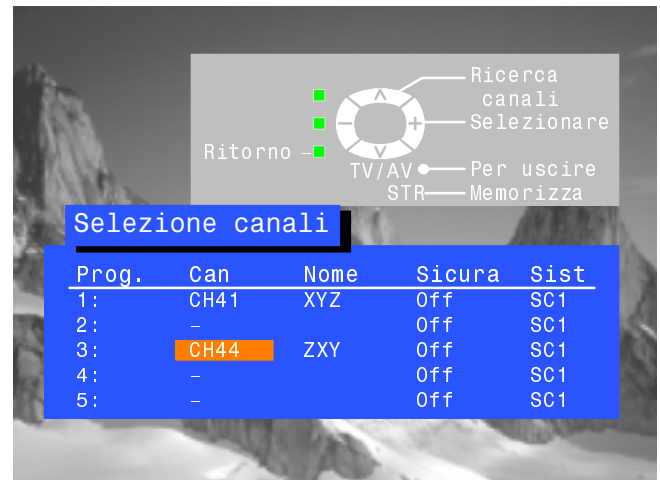 Ricerca
canali
Selezionare
Ritorno –
TV/AV Per uscire
STR Memorizza
Selezione canali
Prog. Can Nome Sicura Sist
1: CH41 XYZ Off SC1
2: – Off SC1
3: CH44 ZXY Off SC1
4: – Off SC1
5: – Off SC1